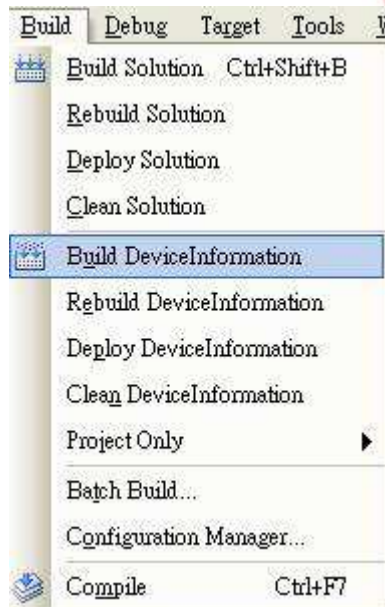 Build Debug Target Tools
Build Solution Ctrl+Shift+B
Rebuild Solution
Deploy Solution
Clean Solution
Build DeviceInformation
Rebuild DeviceInformation
Deploy DeviceInformation
Clean DeviceInformation
Project Only
Batch Build...
Configuration Manager...
Compile Ctrl+F7